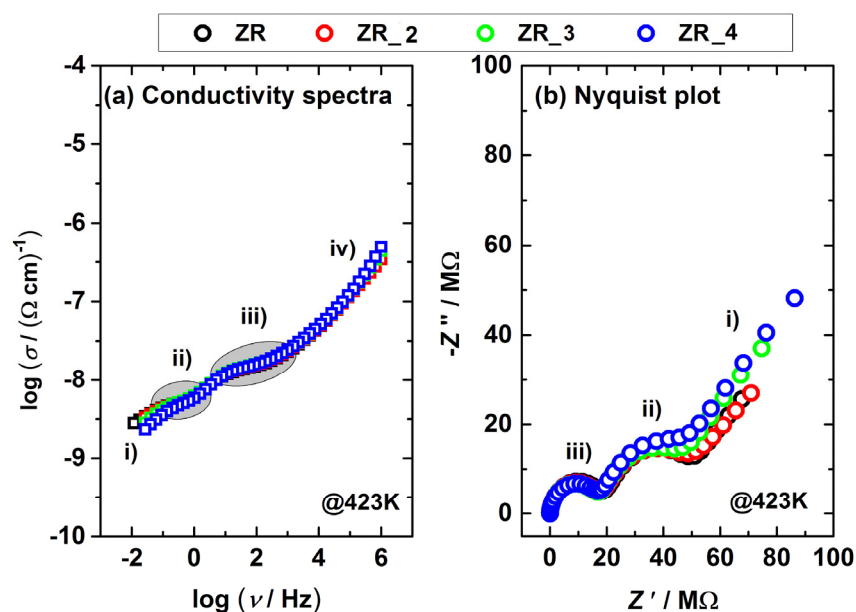 ZR ZR_2 ZR_3 ZR_4
(a) Conductivity spectra
log (σ / (Ω cm)⁻¹
-4
-5
-6
-7
-8
-9
-10
i)
ii)
iii)
iv)
@423K
-2 0 2 4 6
log (ν / Hz)
(b) Nyquist plot
-Z'' / MΩ
100
80
60
40
20
0
i)
ii)
iii)
@423K
0 20 40 60 80 100
Z' / MΩ